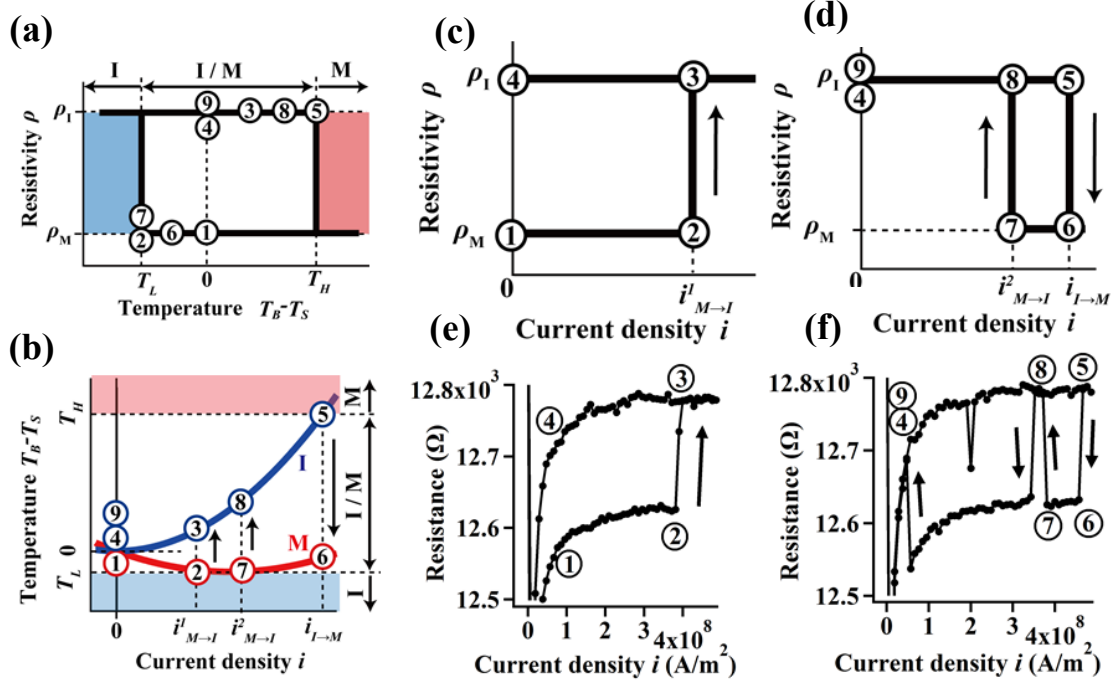 (a)
I
I / M
M
ρI
9
3
8
5
4
Resistivity ρ
7
2
6
1
ρM
TL
0
TH
Temperature TB-TS
(b)
TH
M
5
I
Temperature TB-TS
I / M
9
8
4
3
0
M
1
2
7
6
TL
I
0
i1M→I
i2M→I
iI→M
Current density i
(c)
ρI
4
3
Resistivity ρ
ρM
1
2
0
i1M→I
Current density i
(d)
9
ρI
8
5
4
Resistivity ρ
ρM
7
6
0
i2M→I
iI→M
Current density i
(e)
12.8x10³
3
4
12.7
Resistance (Ω)
12.6
2
1
12.5
0
1
2
3
4x10⁸
Current density i (A/m²)
(f)
12.8x10³
9
8
5
4
12.7
Resistance (Ω)
12.6
7
6
12.5
0
1
2
3
4x10⁸
Current density i (A/m²)